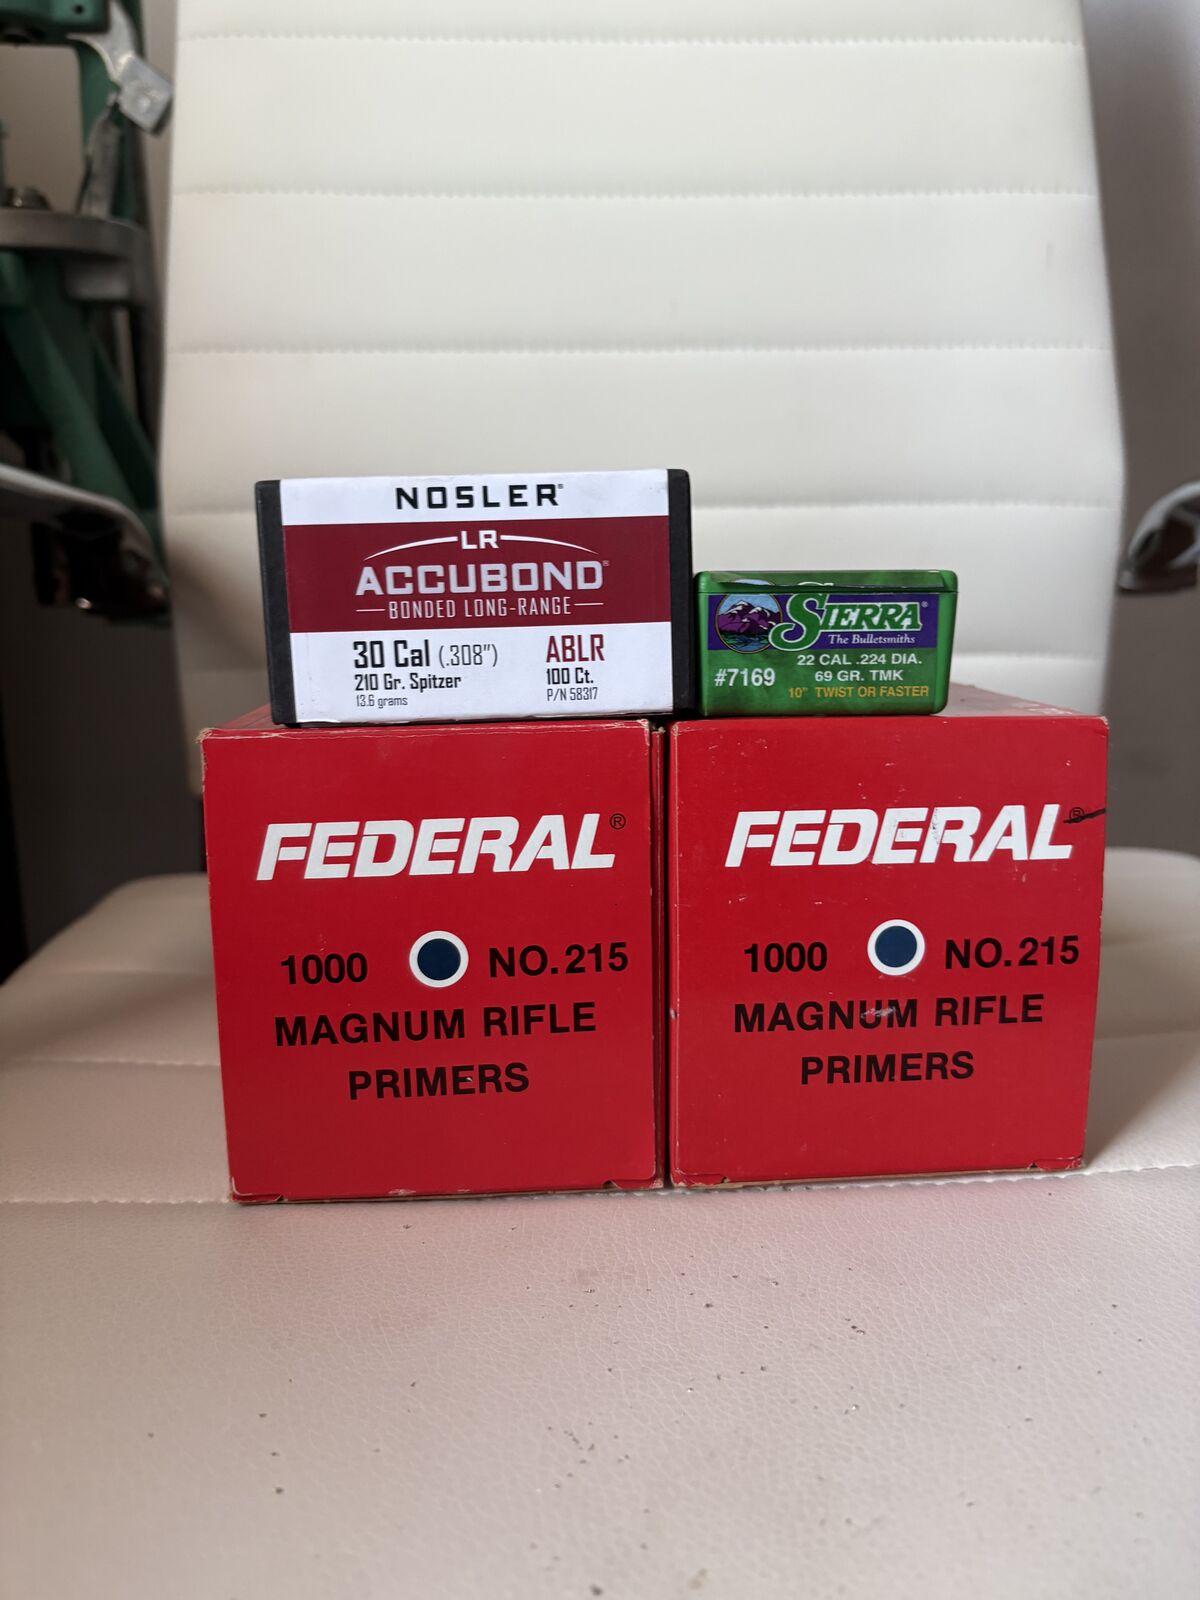 NOSLER®
LR
ACCUBOND®
BONDED LONG-RANGE
30 Cal (.308")
210 Gr. Spitzer
13.6 grams
ABLR
100 Ct.
P/N 58317
SIERRA®
The Bulletsmiths
#7169
22 CAL .224 DIA.
69 GR. TMK
10" TWIST OR FASTER
FEDERAL®
1000 NO. 215
MAGNUM RIFLE
PRIMERS
FEDERAL®
1000 NO. 215
MAGNUM RIFLE
PRIMERS